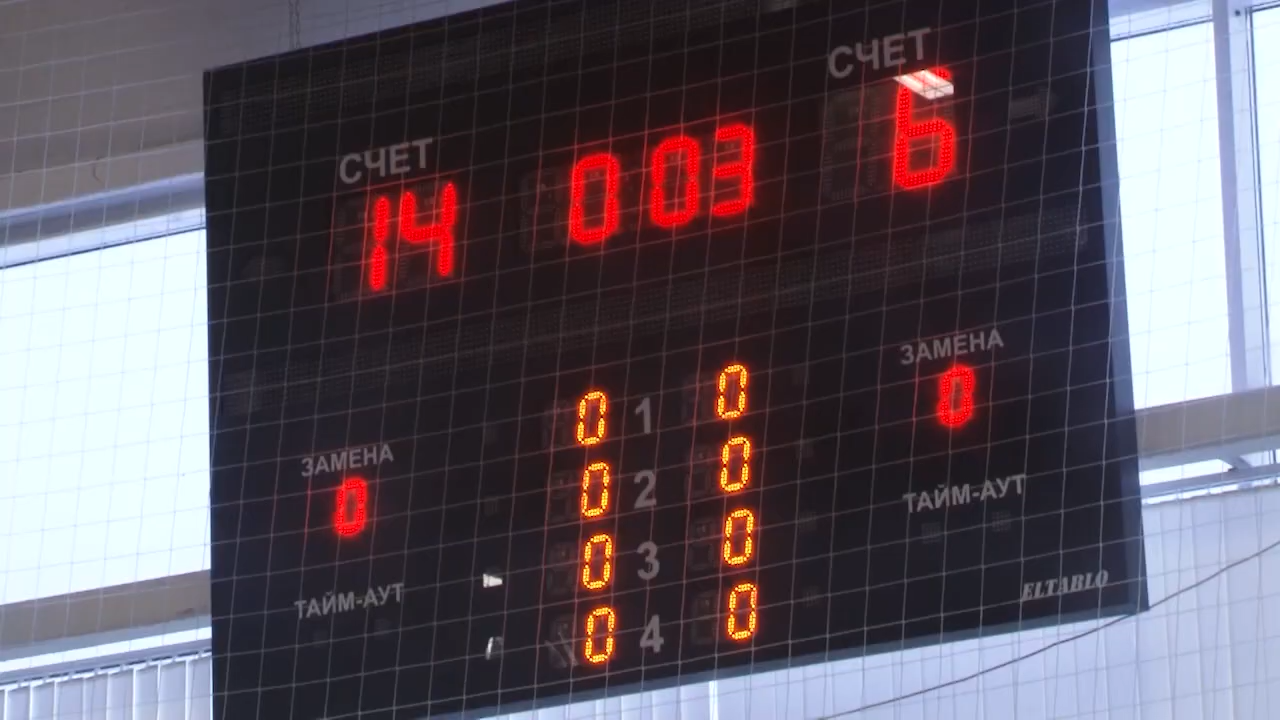 СЧЕТ СЧЕТ
14 0 03 6
ЗАМЕНА ЗАМЕНА
0 0
ТАЙМ-АУТ ТАЙМ-АУТ
0 1 0
0 2 0
0 3 0
0 4 0
ELTABLO